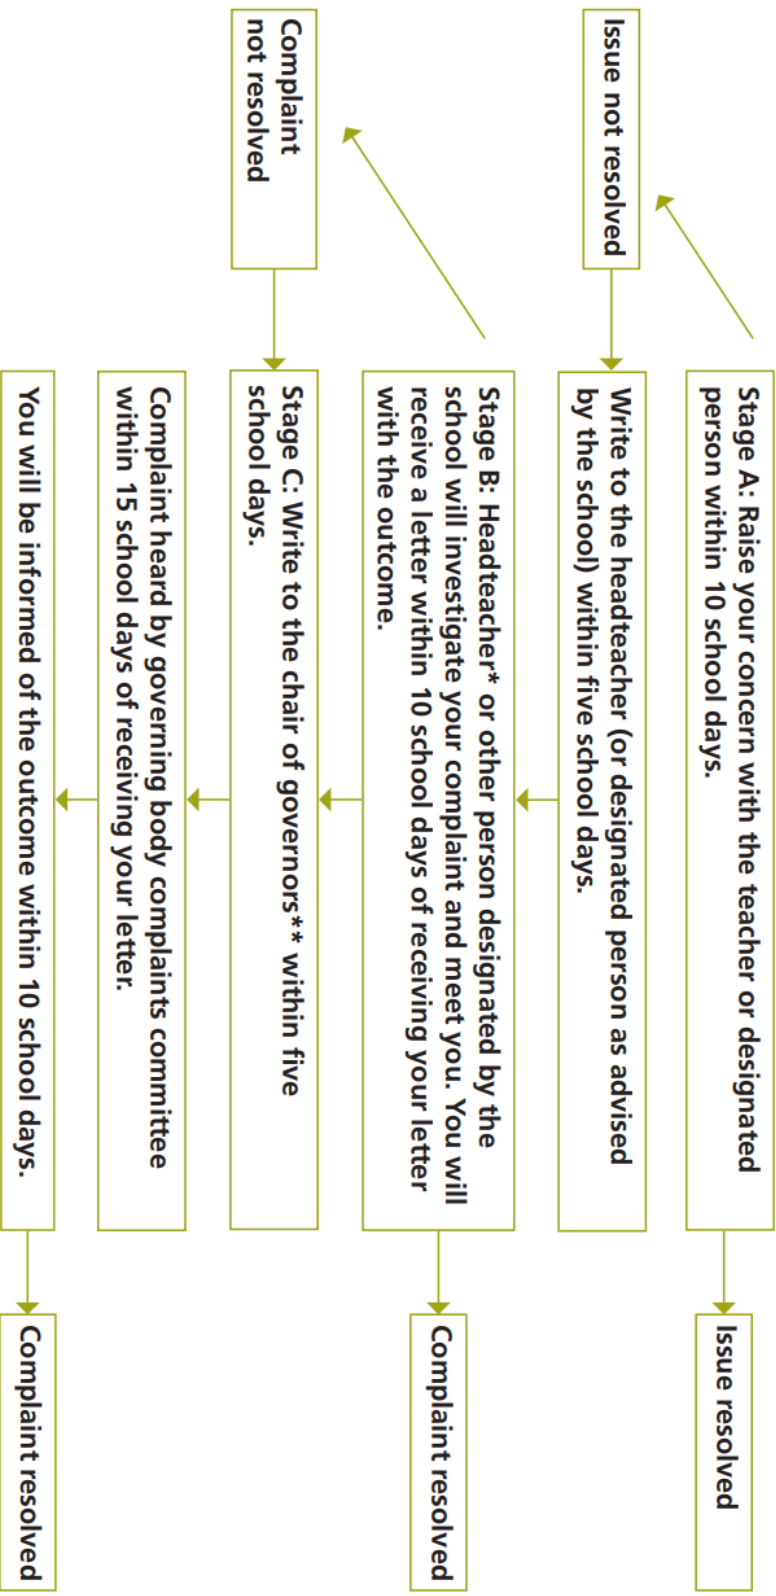 Stage A: Raise your concern with the teacher or designated
person within 10 school days.
Issue resolved
Issue not resolved
Write to the headteacher (or designated person as advised
by the school) within five school days.
Stage B: Headteacher* or other person designated by the
school will investigate your complaint and meet you. You will
receive a letter within 10 school days of receiving your letter
with the outcome.
Complaint resolved
Complaint
not resolved
Stage C: Write to the chair of governors** within five
school days.
Complaint heard by governing body complaints committee
within 15 school days of receiving your letter.
You will be informed of the outcome within 10 school days.
Complaint resolved